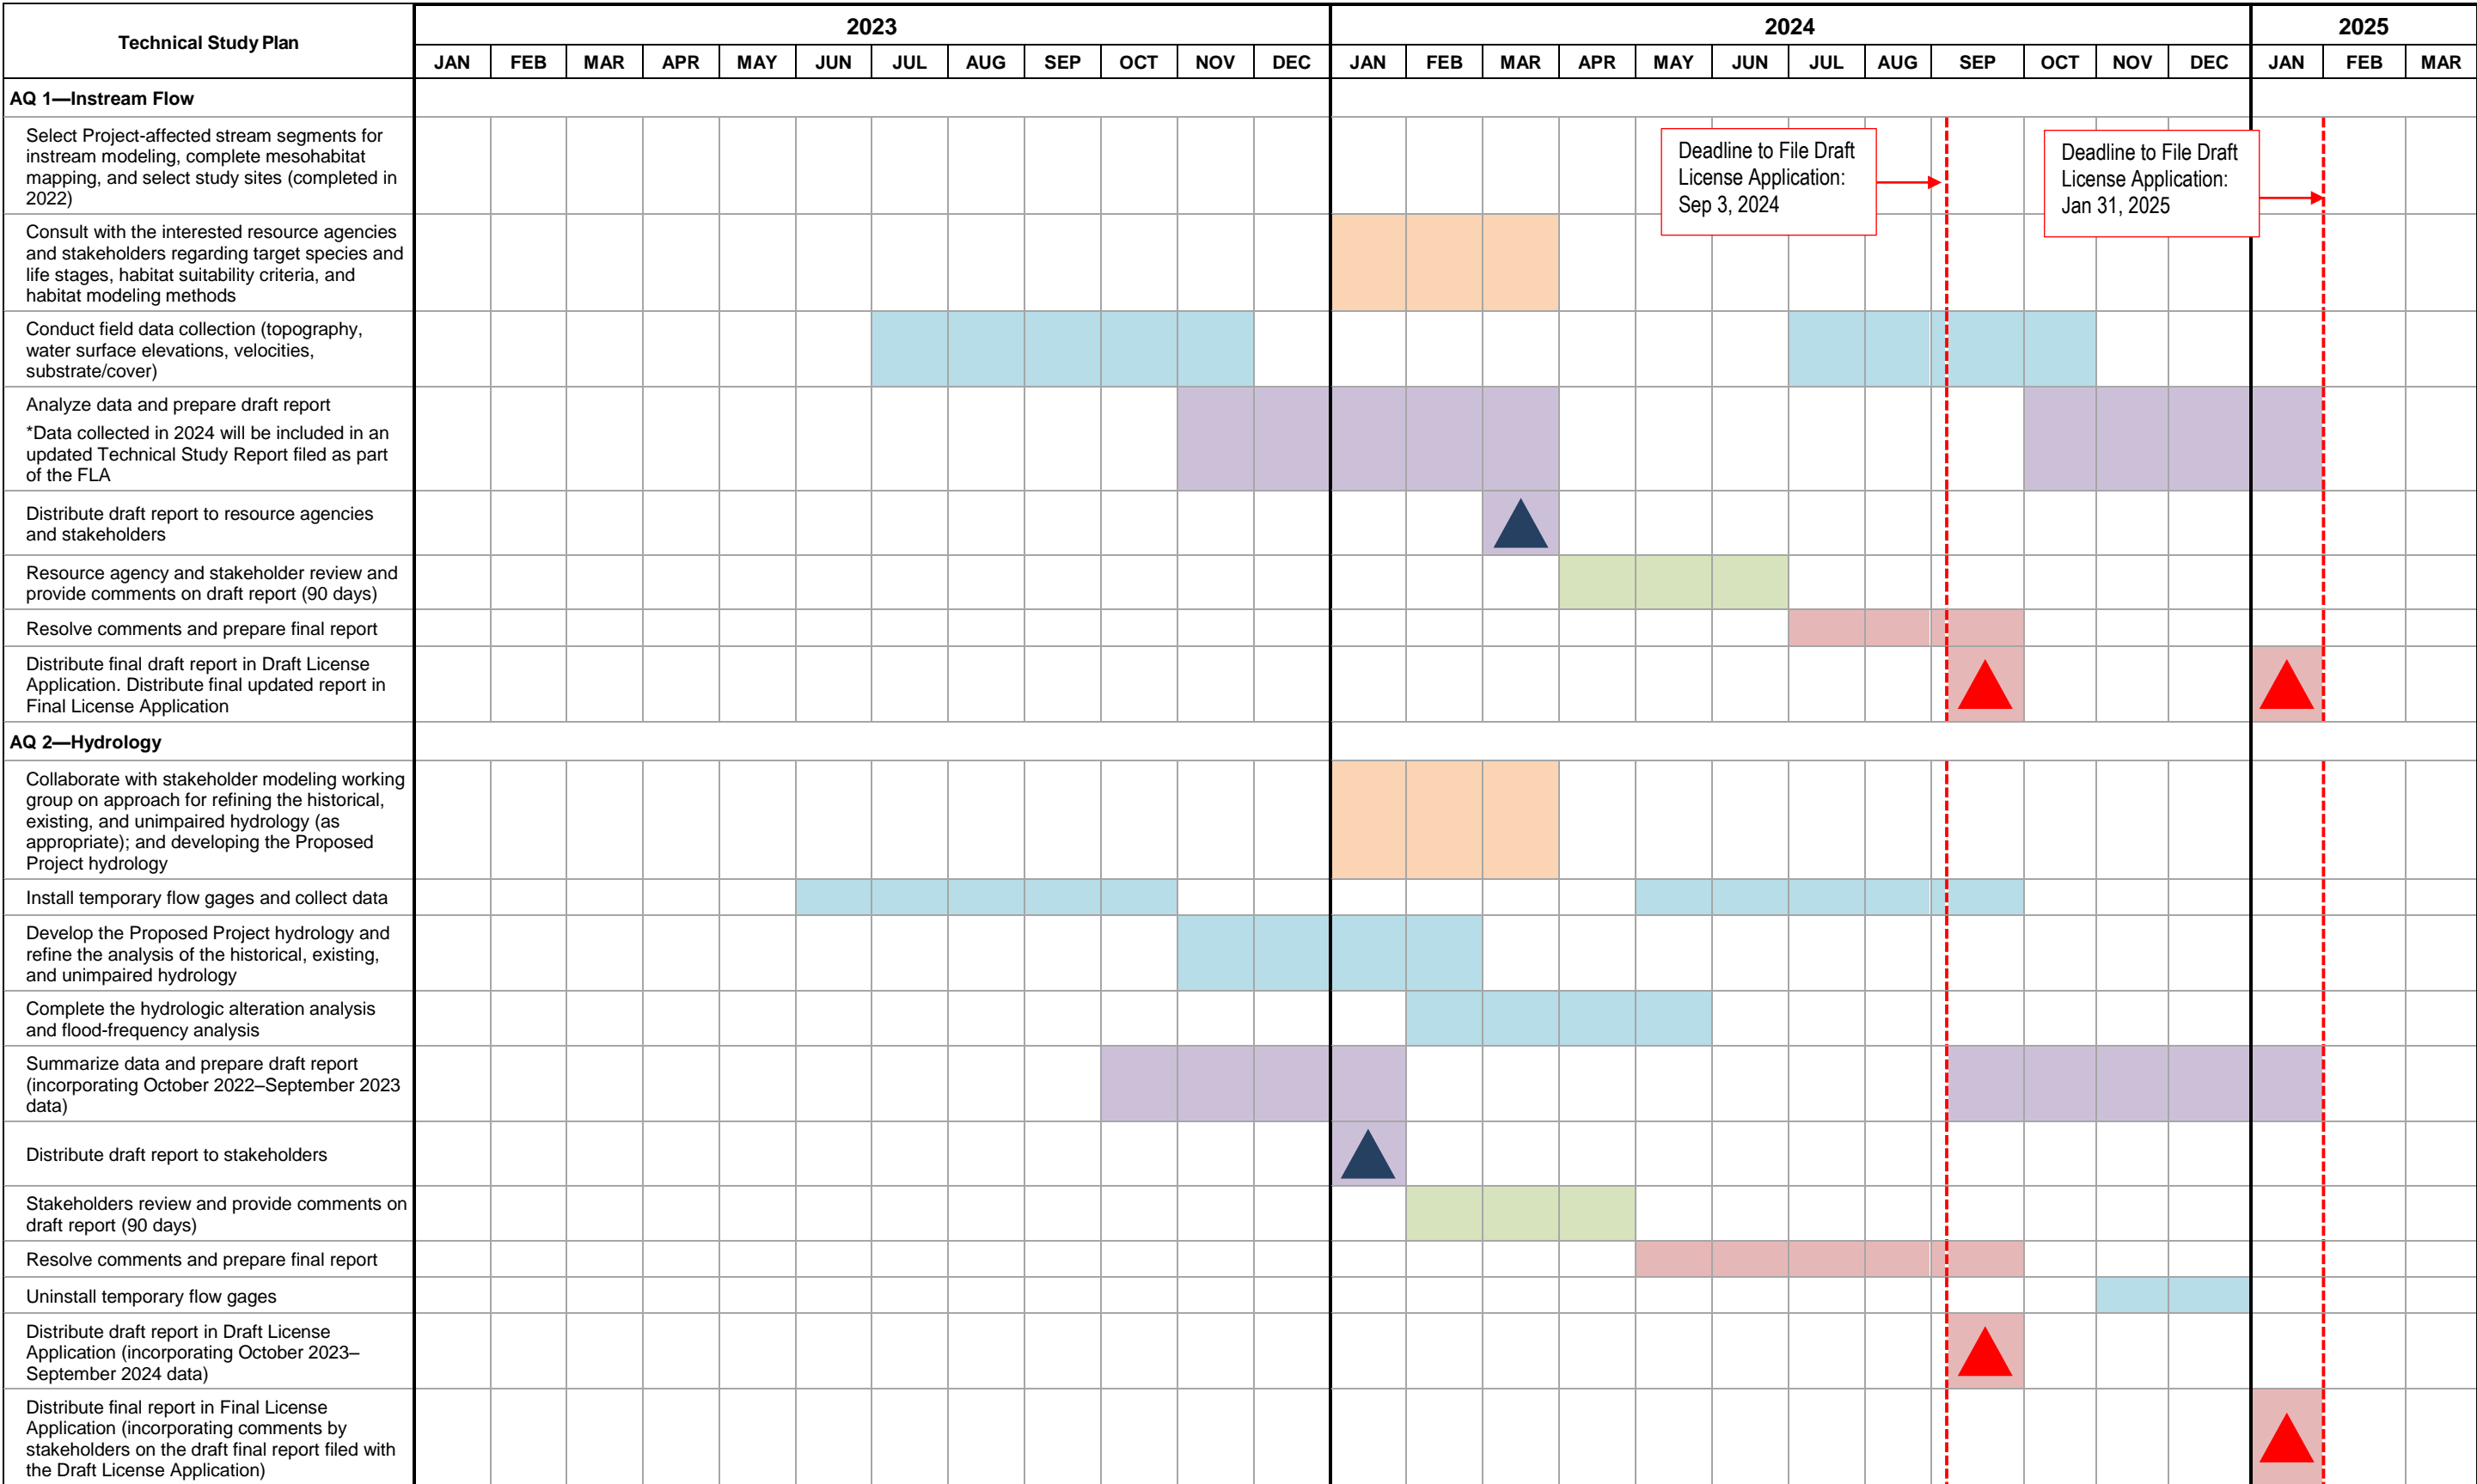 Technical Study Plan
2023
2024
2025
JAN FEB MAR APR MAY JUN JUL AUG SEP OCT NOV DEC JAN FEB MAR APR MAY JUN JUL AUG SEP OCT NOV DEC JAN FEB MAR
AQ 1—Instream Flow
Select Project-affected stream segments for
instream modeling, complete mesohabitat
mapping, and select study sites (completed in
2022)
Deadline to File Draft
License Application:
Sep 3, 2024
Deadline to File Draft
License Application:
Jan 31, 2025
Consult with the interested resource agencies
and stakeholders regarding target species and
life stages, habitat suitability criteria, and
habitat modeling methods
Conduct field data collection (topography,
water surface elevations, velocities,
substrate/cover)
Analyze data and prepare draft report
*Data collected in 2024 will be included in an
updated Technical Study Report filed as part
of the FLA
Distribute draft report to resource agencies
and stakeholders
Resource agency and stakeholder review and
provide comments on draft report (90 days)
Resolve comments and prepare final report
Distribute final draft report in Draft License
Application. Distribute final updated report in
Final License Application
AQ 2—Hydrology
Collaborate with stakeholder modeling working
group on approach for refining the historical,
existing, and unimpaired hydrology (as
appropriate); and developing the Proposed
Project hydrology
Install temporary flow gages and collect data
Develop the Proposed Project hydrology and
refine the analysis of the historical, existing,
and unimpaired hydrology
Complete the hydrologic alteration analysis
and flood-frequency analysis
Summarize data and prepare draft report
(incorporating October 2022–September 2023
data)
Distribute draft report to stakeholders
Stakeholders review and provide comments on
draft report (90 days)
Resolve comments and prepare final report
Uninstall temporary flow gages
Distribute draft report in Draft License
Application (incorporating October 2023–
September 2024 data)
Distribute final report in Final License
Application (incorporating comments by
stakeholders on the draft final report filed with
the Draft License Application)